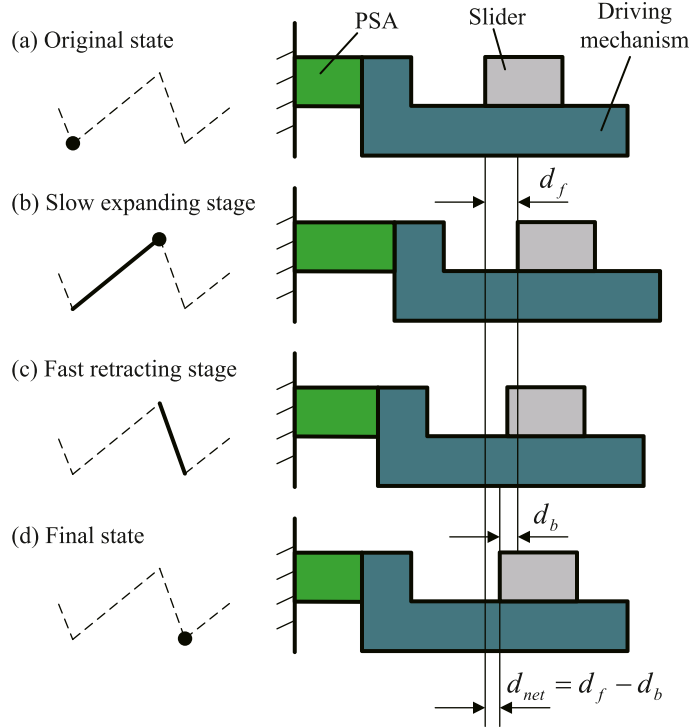 (a) Original state
PSA
Slider
Driving
mechanism
(b) Slow expanding stage
d_f
(c) Fast retracting stage
(d) Final state
d_b
d_net = d_f − d_b